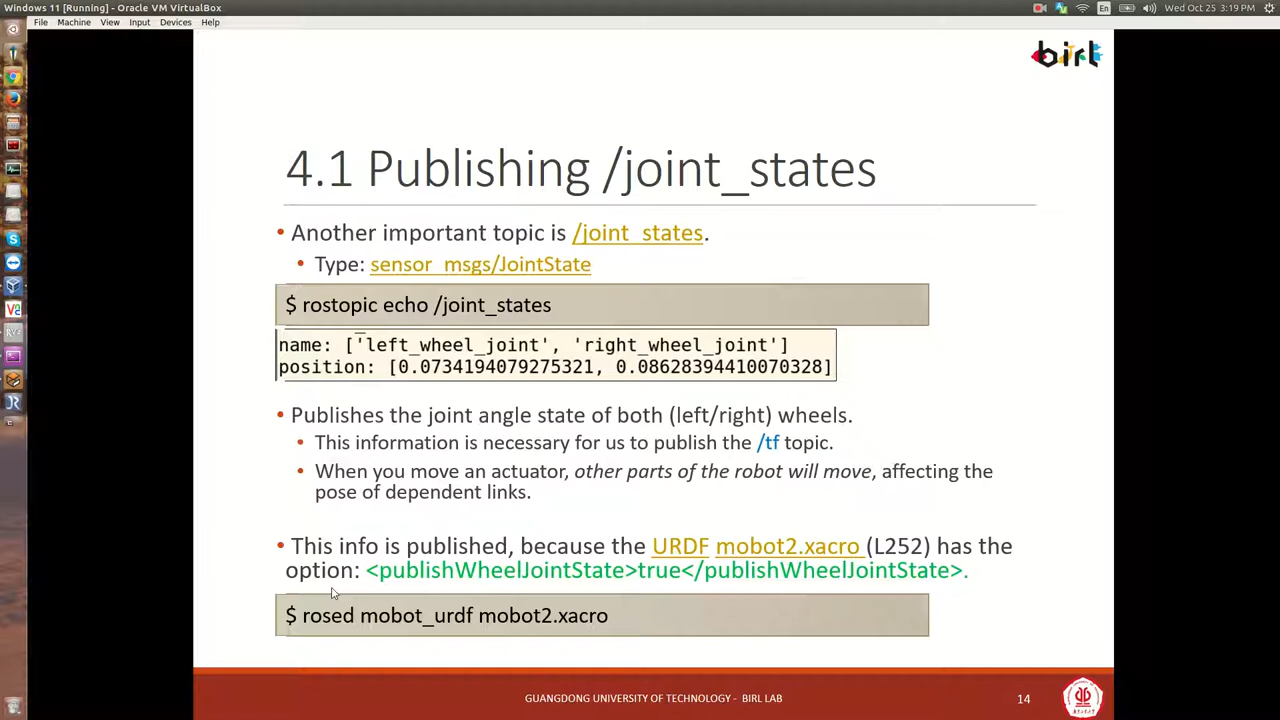 Windows 11 [Running] - Oracle VM VirtualBox
En
Wed Oct 25 3:19 PM
File Machine View Input Devices Help
birl
4.1 Publishing /joint_states
• Another important topic is /joint_states.
• Type: sensor_msgs/JointState
$ rostopic echo /joint_states
name: ['left_wheel_joint', 'right_wheel_joint']
position: [0.0734194079275321, 0.08628394410070328]
• Publishes the joint angle state of both (left/right) wheels.
• This information is necessary for us to publish the /tf topic.
• When you move an actuator, other parts of the robot will move, affecting the
pose of dependent links.
• This info is published, because the URDF mobot2.xacro (L252) has the
option: <publishWheelJointState>true</publishWheelJointState>.
$ rosed mobot_urdf mobot2.xacro
GUANGDONG UNIVERSITY OF TECHNOLOGY - BIRL LAB
14